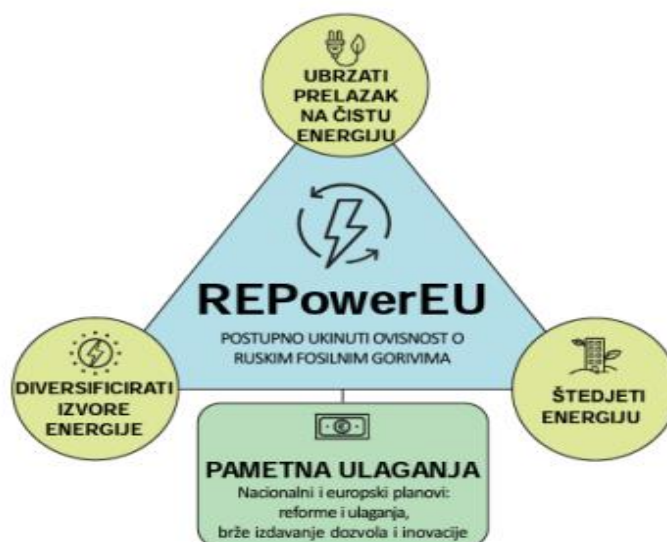 UBRZATI
PRELAZAK
NA ČISTU
ENERGIJU
REPowerEU
POSTUPNO UKINUTI OVISNOST O
RUSKIM FOSILNIM GORIVIMA
DIVERSIFICIRATI
IZVORE
ENERGIJE
ŠTEDJETI
ENERGIJU
PAMETNA ULAGANJA
Nacionalni i europski planovi:
reforme i ulaganja,
brže izdavanje dozvola i inovacije